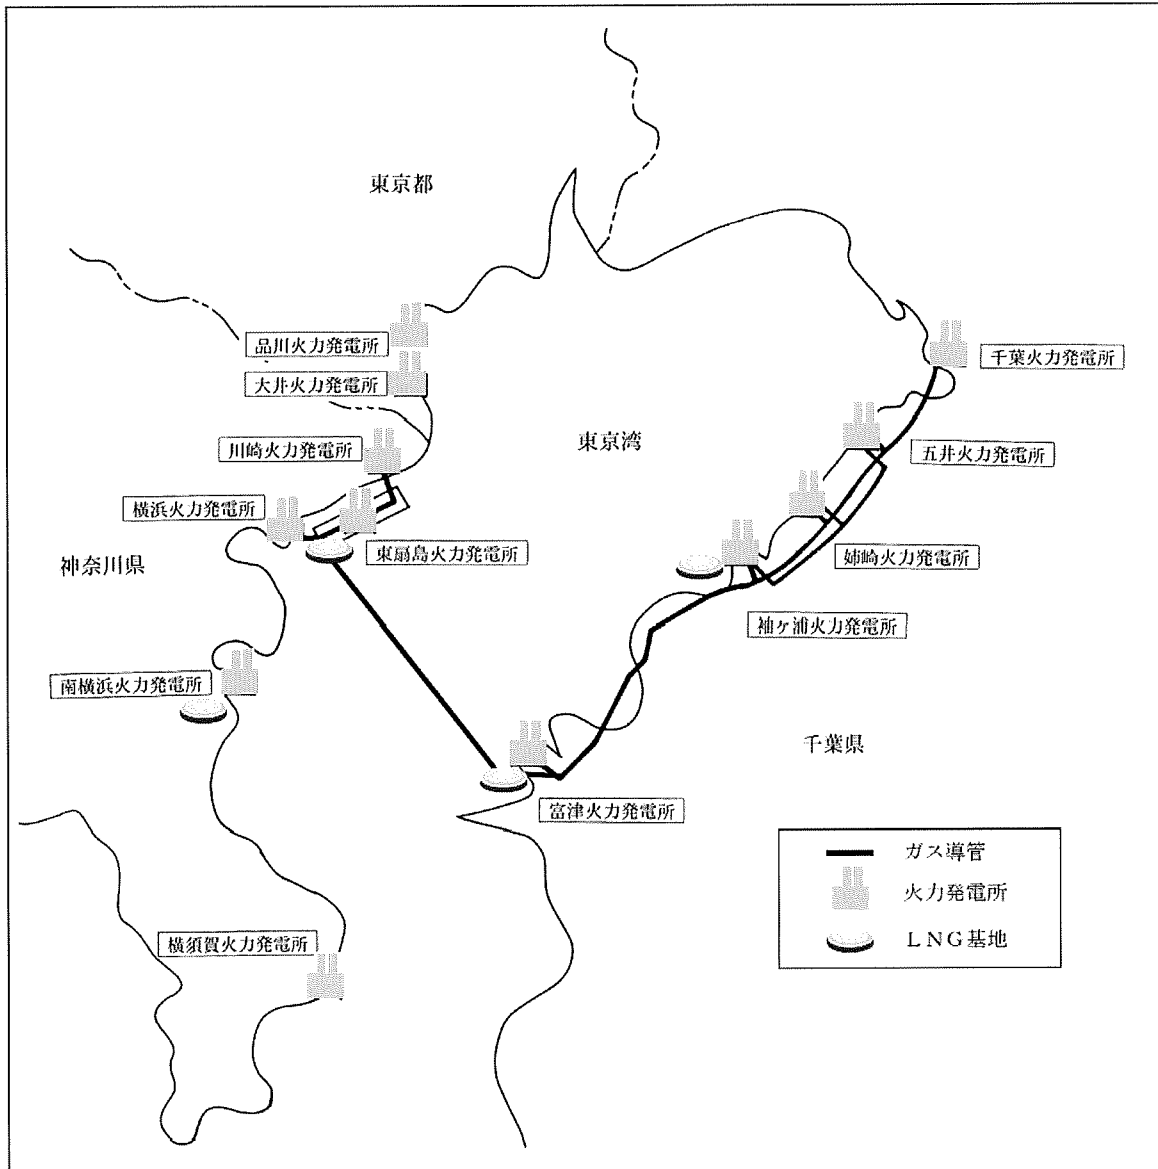 東京都
品川火力発電所
千葉火力発電所
大井火力発電所
川崎火力発電所
東京湾
五井火力発電所
横浜火力発電所
東扇島火力発電所
姉崎火力発電所
神奈川県
袖ケ浦火力発電所
南横浜火力発電所
千葉県
富津火力発電所
ガス導管
火力発電所
LNG基地
横須賀火力発電所